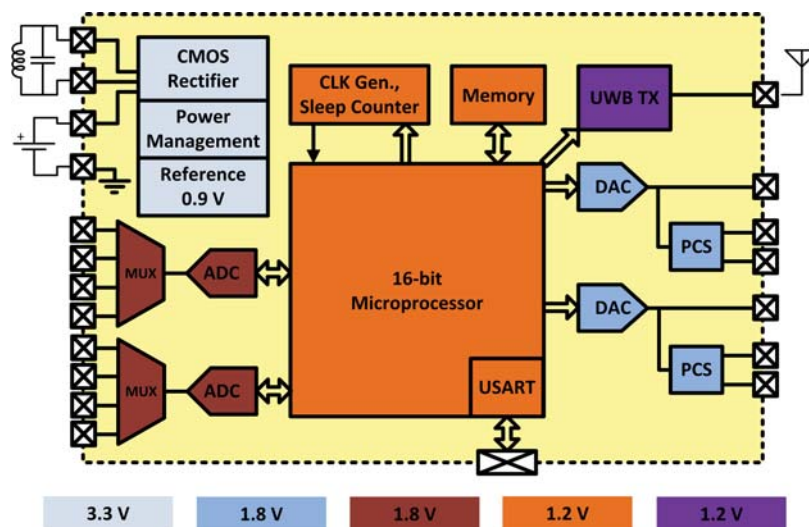 CMOS
Rectifier
Power
Management
Reference
0.9 V
CLK Gen.,
Sleep Counter
Memory
UWB TX
DAC
PCS
MUX
ADC
16-bit
Microprocessor
DAC
PCS
MUX
ADC
USART
3.3 V
1.8 V
1.8 V
1.2 V
1.2 V